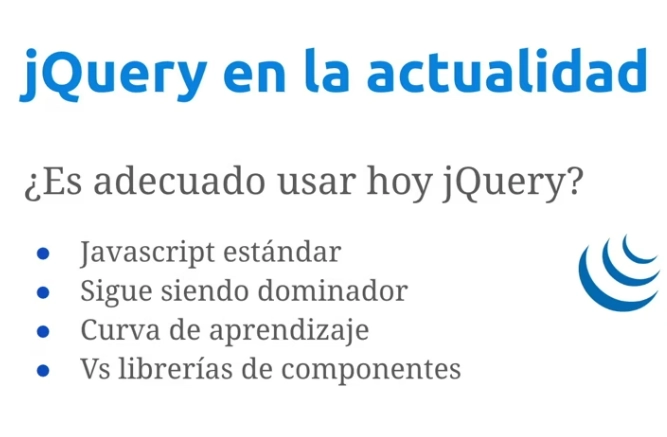 jQuery en la actualidad
¿Es adecuado usar hoy jQuery?
● Javascript estándar
● Sigue siendo dominador
● Curva de aprendizaje
● Vs librerías de componentes